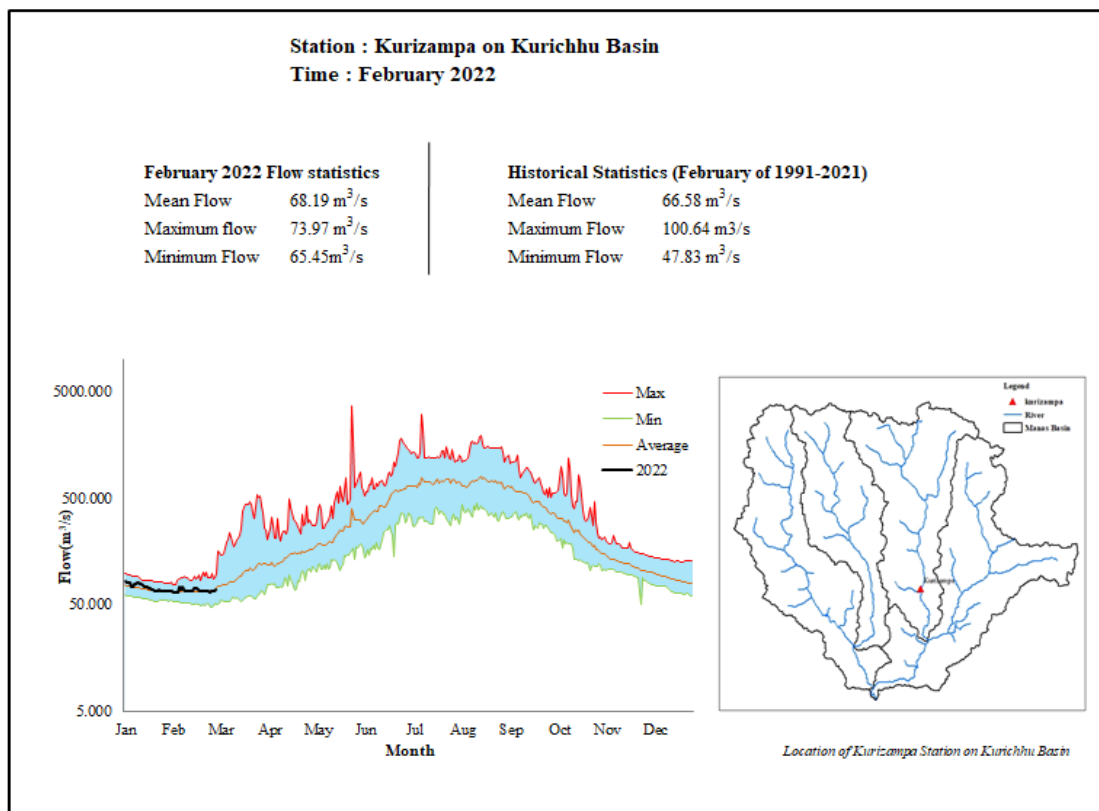 Station : Kurizampa on Kurichhu Basin
Time : February 2022
February 2022 Flow statistics
Mean Flow 68.19 m³/s
Maximum flow 73.97 m³/s
Minimum Flow 65.45m³/s
Historical Statistics (February of 1991-2021)
Mean Flow 66.58 m³/s
Maximum Flow 100.64 m3/s
Minimum Flow 47.83 m³/s
Flow(m³/s)
5000.000
500.000
50.000
5.000
Jan Feb Mar Apr May Jun Jul Aug Sep Oct Nov Dec
Month
Max
Min
Average
2022
Legend
kurizampa
River
Manas Basin
Kurizampa
Location of Kurizampa Station on Kurichhu Basin